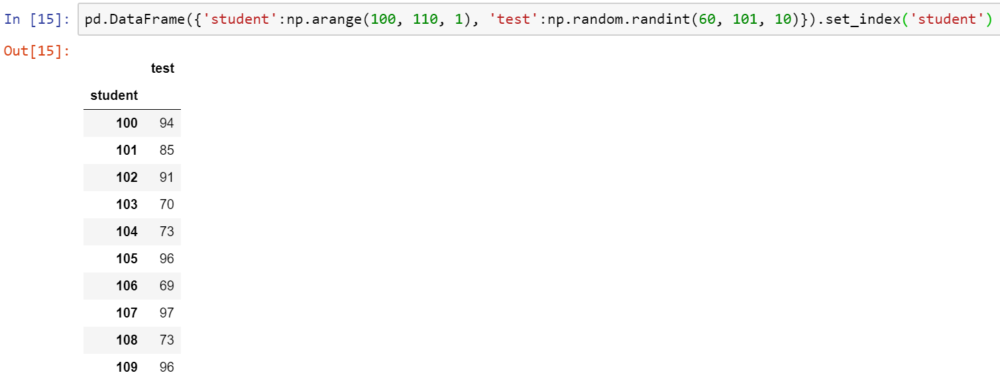 In [15]: pd.DataFrame({'student':np.arange(100, 110, 1), 'test':np.random.randint(60, 101, 10)}).set_index('student')
Out[15]:
test
student
100 94
101 85
102 91
103 70
104 73
105 96
106 69
107 97
108 73
109 96